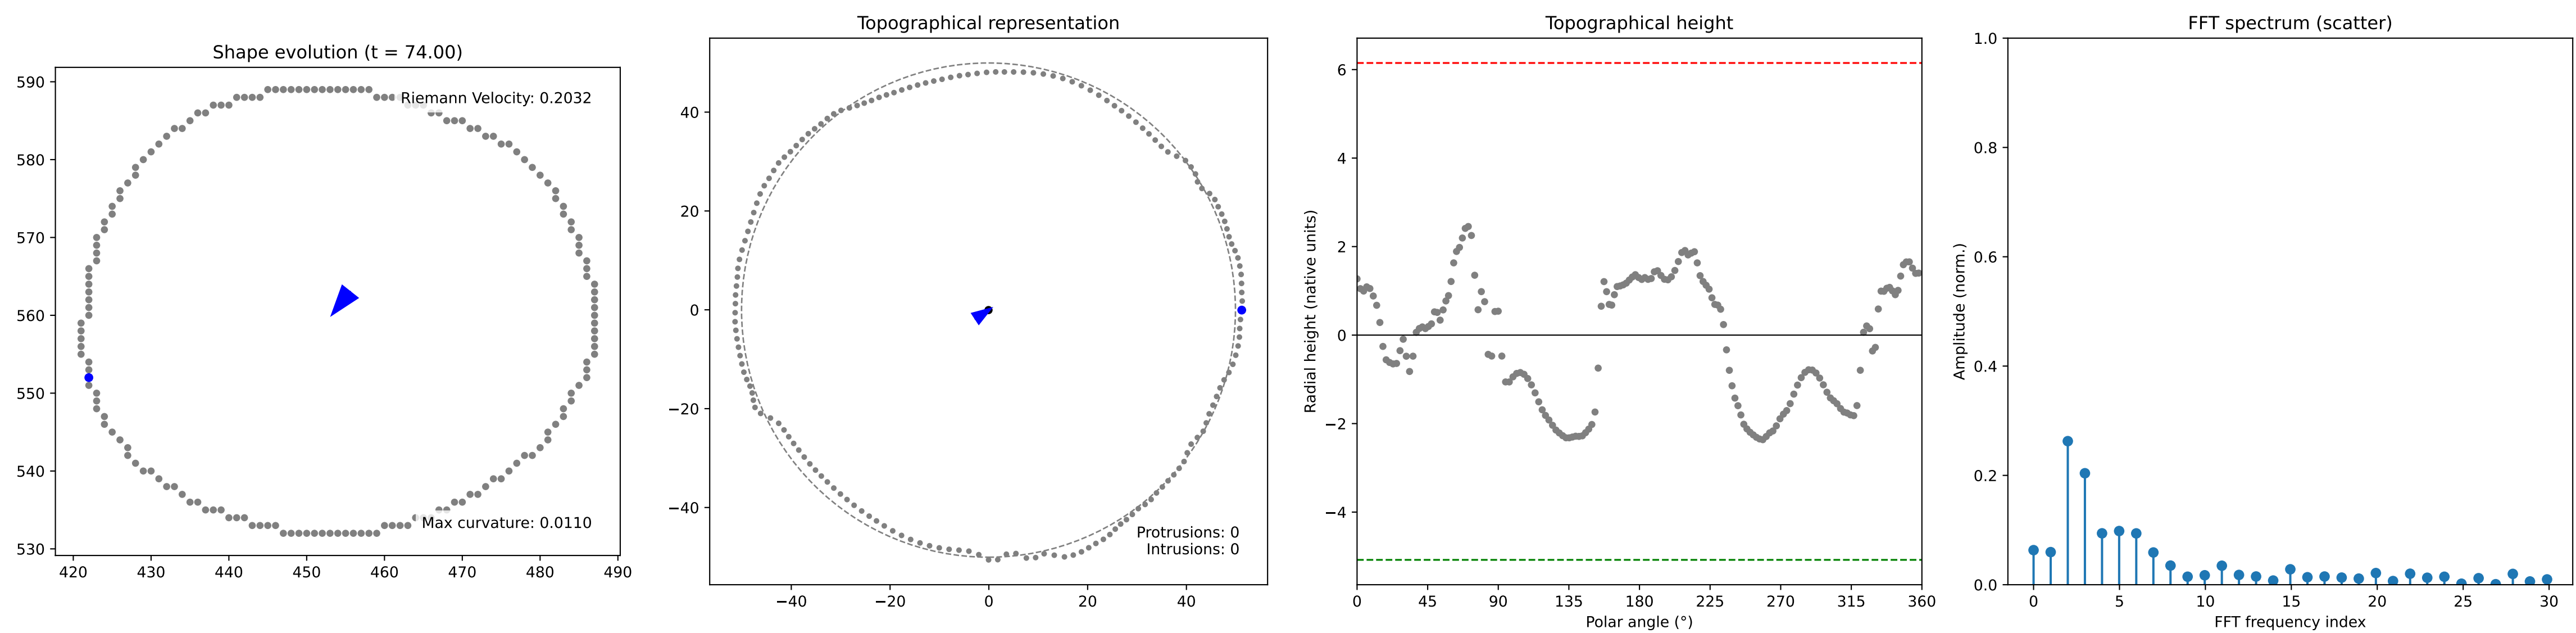 Shape evolution (t = 74.00)
Riemann Velocity: 0.2032
Max curvature: 0.0110
590
580
570
560
550
540
530
420 430 440 450 460 470 480 490
Topographical representation
40
20
0
−20
−40
−40 −20 0 20 40
Protrusions: 0
Intrusions: 0
Topographical height
Radial height (native units)
6
4
2
0
−2
−4
0 45 90 135 180 225 270 315 360
Polar angle (°)
FFT spectrum (scatter)
Amplitude (norm.)
1.0
0.8
0.6
0.4
0.2
0.0
0 5 10 15 20 25 30
FFT frequency index